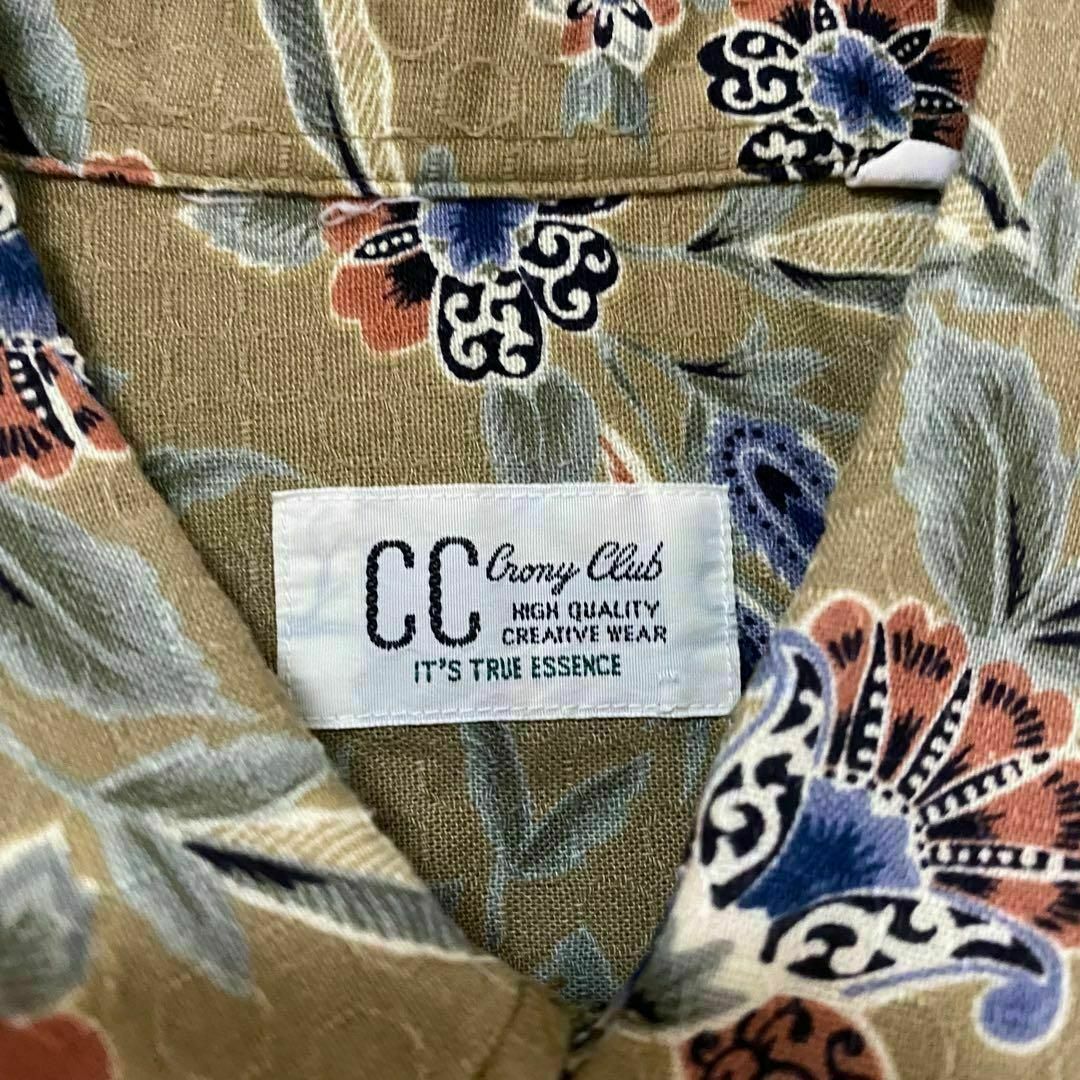 CC Crony Club
HIGH QUALITY
CREATIVE WEAR
IT'S TRUE ESSENCE